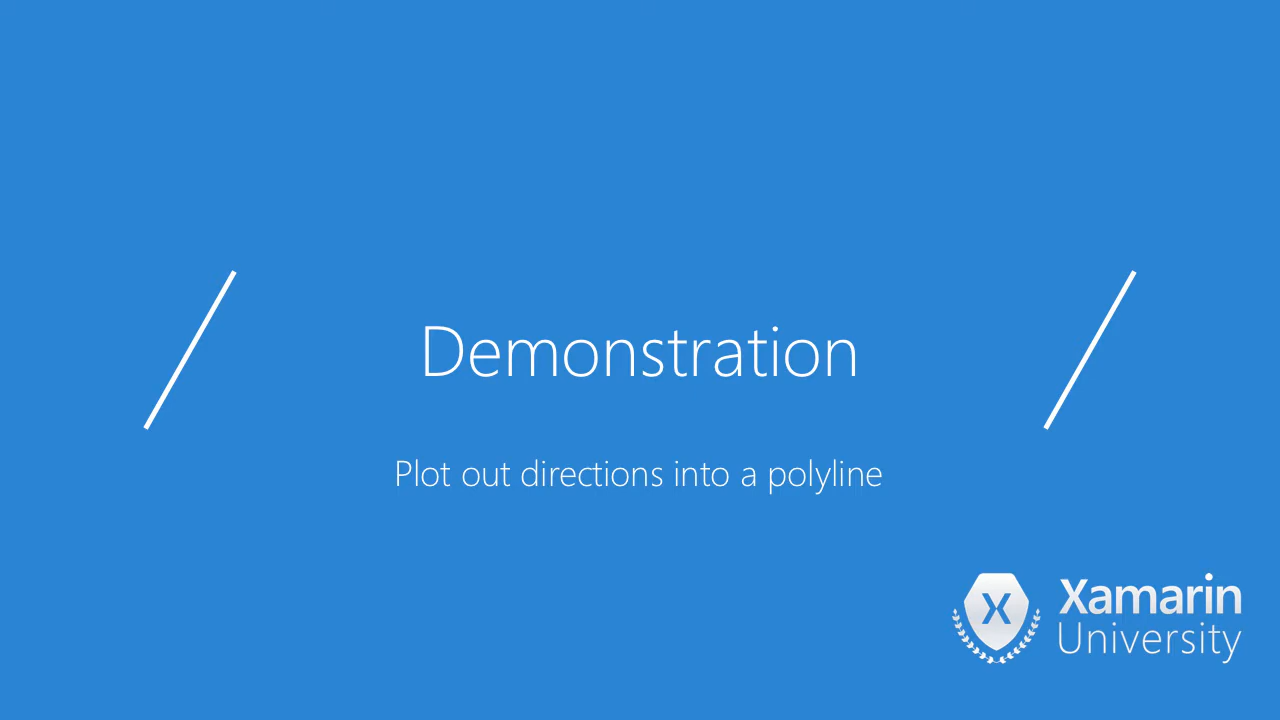 Demonstration
Plot out directions into a polyline
X
Xamarin
University